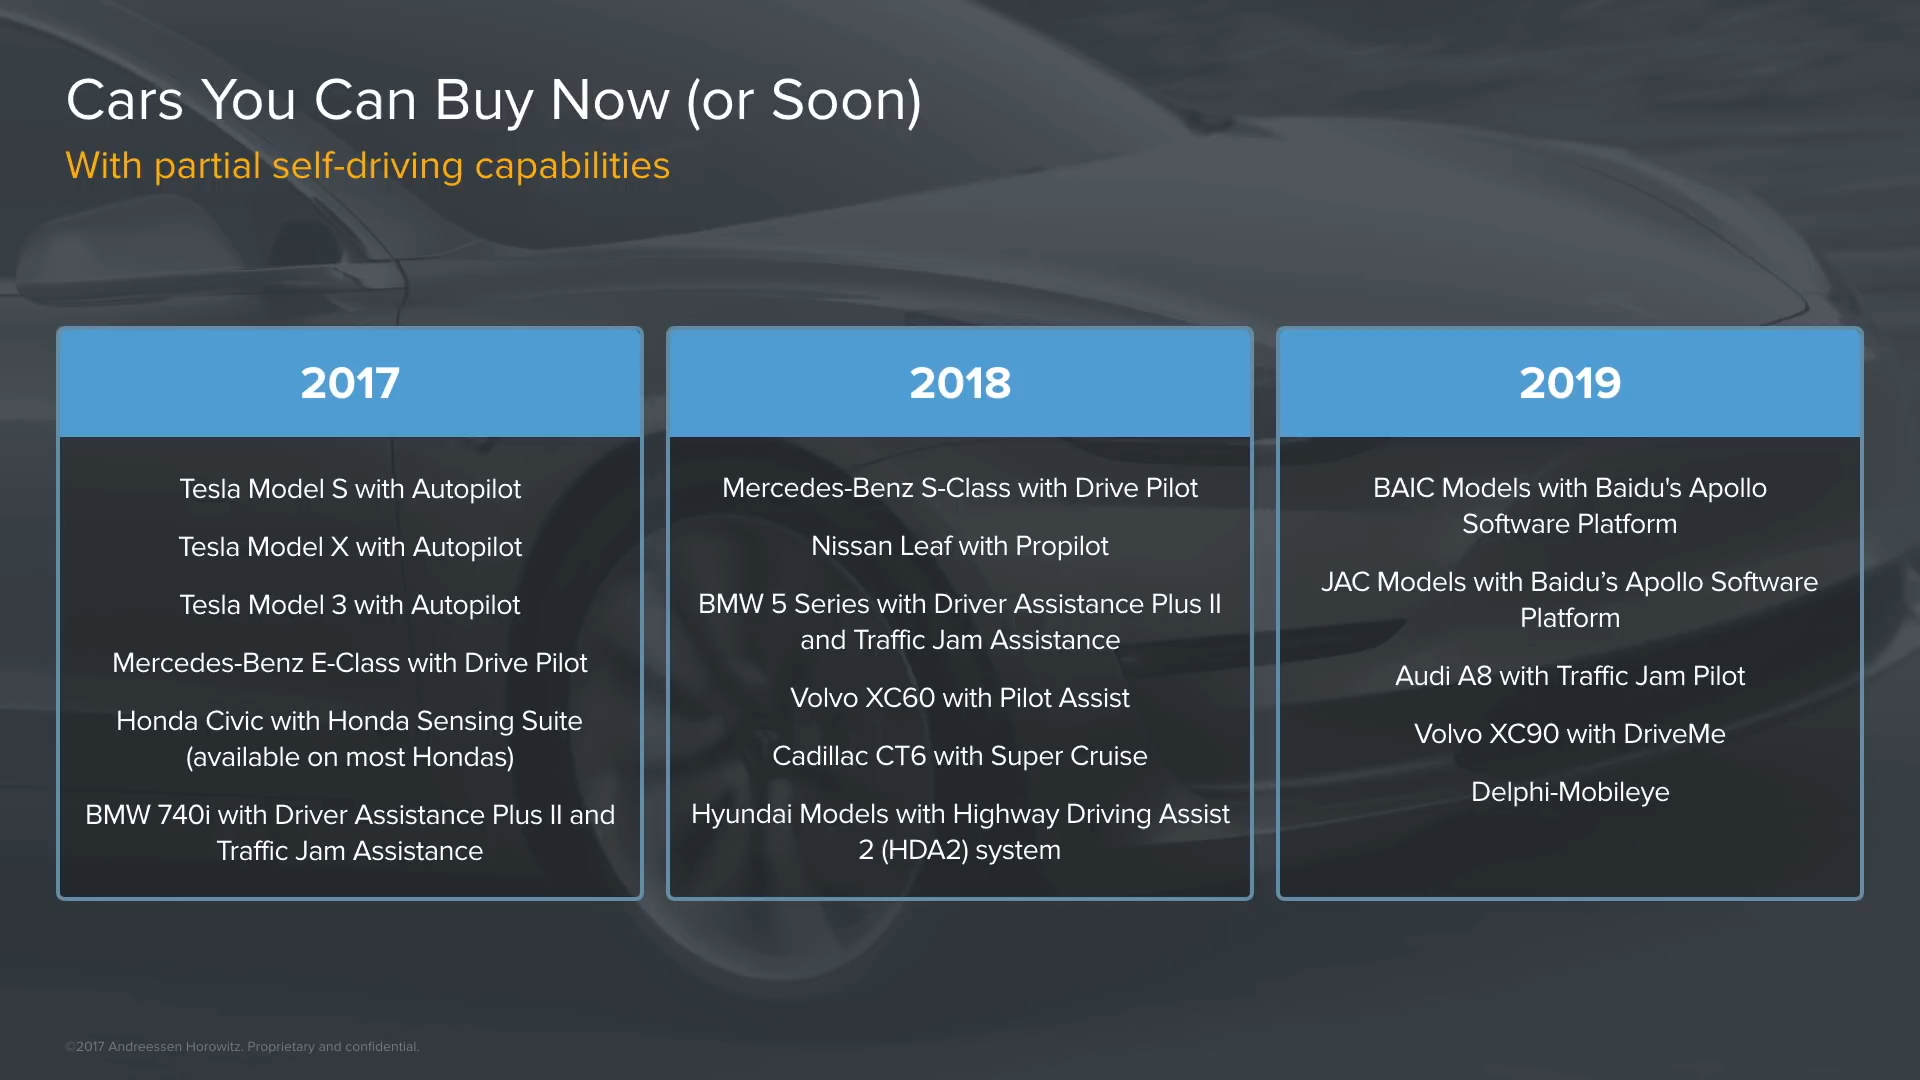 Cars You Can Buy Now (or Soon)
With partial self-driving capabilities
2017
Tesla Model S with Autopilot
Tesla Model X with Autopilot
Tesla Model 3 with Autopilot
Mercedes-Benz E-Class with Drive Pilot
Honda Civic with Honda Sensing Suite
(available on most Hondas)
BMW 740i with Driver Assistance Plus II and
Traffic Jam Assistance
2018
Mercedes-Benz S-Class with Drive Pilot
Nissan Leaf with Propilot
BMW 5 Series with Driver Assistance Plus II
and Traffic Jam Assistance
Volvo XC60 with Pilot Assist
Cadillac CT6 with Super Cruise
Hyundai Models with Highway Driving Assist
2 (HDA2) system
2019
BAIC Models with Baidu's Apollo
Software Platform
JAC Models with Baidu’s Apollo Software
Platform
Audi A8 with Traffic Jam Pilot
Volvo XC90 with DriveMe
Delphi-Mobileye
©2017 Andreessen Horowitz. Proprietary and confidential.